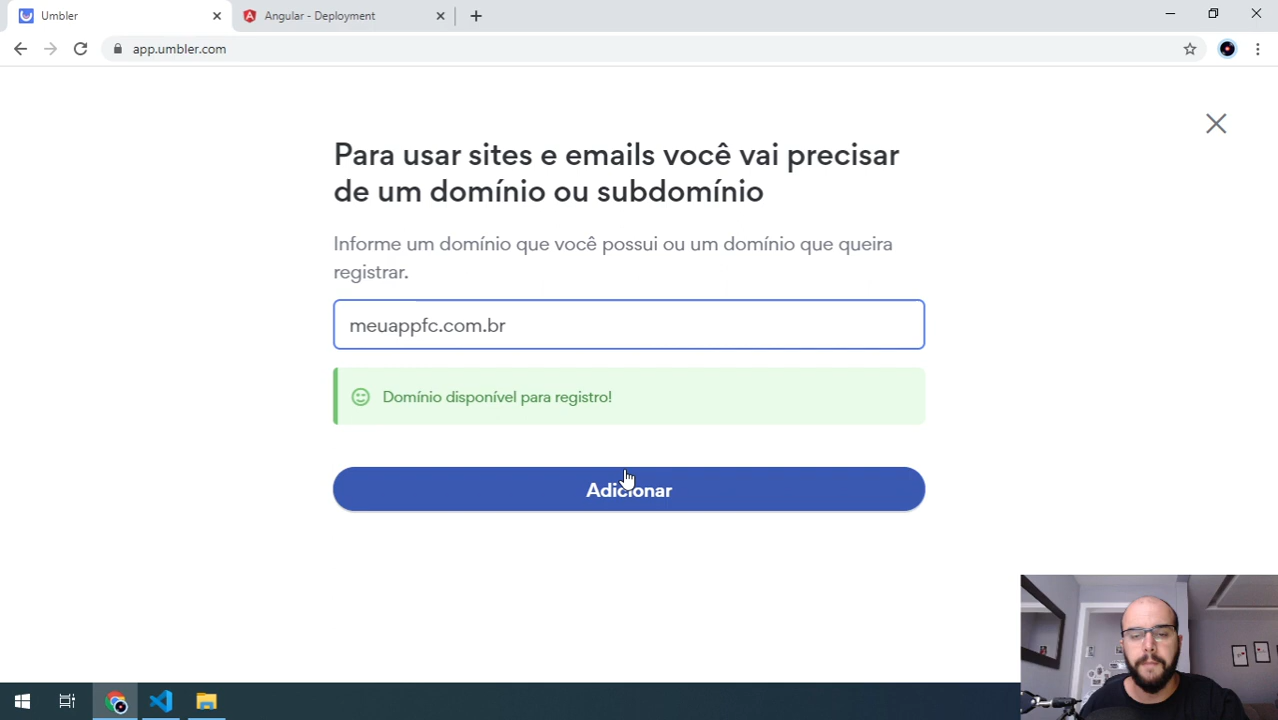 Umbler
Angular - Deployment
app.umbler.com
Para usar sites e emails você vai precisar
de um domínio ou subdomínio
Informe um domínio que você possui ou um domínio que queira
registrar.
meuappfc.com.br
Domínio disponível para registro!
Adicionar